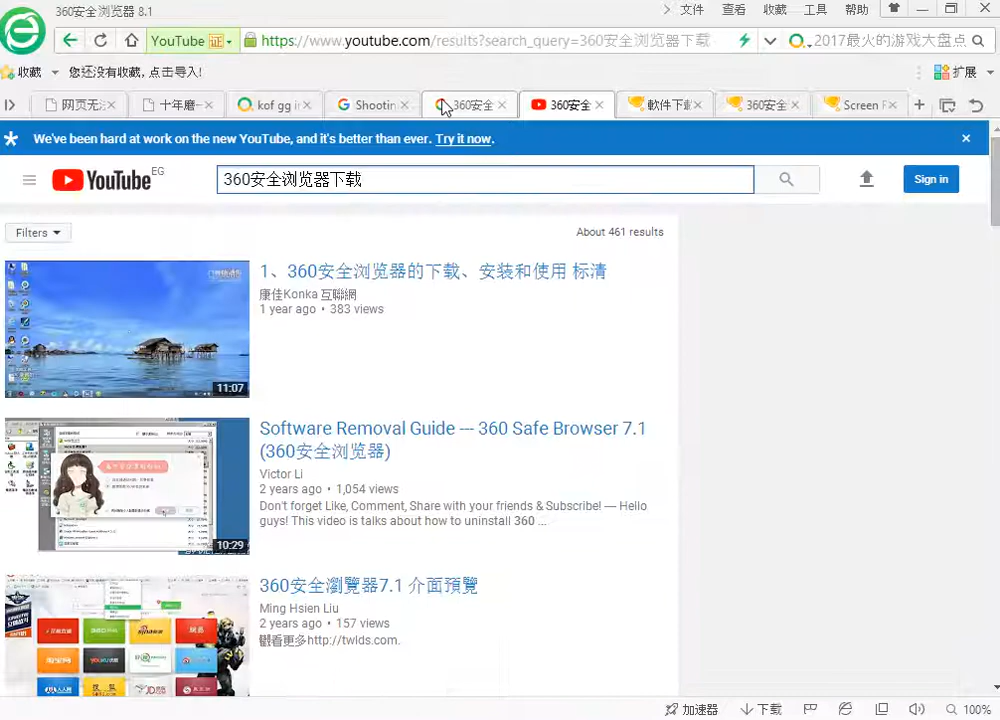 360安全浏览器 8.1
文件 查看 收藏 工具 帮助
YouTube 证
https://www.youtube.com/results?search_query=360安全浏览器下载
2017最火的游戏大盘点
收藏 您还没有收藏, 点击导入!
扩展
网页无
十年磨一
kof gg i
Shootin
360安全
360安全
軟件下載
360安全
Screen F
We've been hard at work on the new YouTube, and it's better than ever. Try it now.
YouTube EG
360安全浏览器下载
Sign in
Filters
About 461 results
1、360安全浏览器的下载、安装和使用 标清
康佳Konka 互聯網
1 year ago • 383 views
11:07
Software Removal Guide --- 360 Safe Browser 7.1
(360安全浏览器)
Victor Li
2 years ago • 1,054 views
Don't forget Like, Comment, Share with your friends & Subscribe! --- Hello
guys! This video is talks about how to uninstall 360 ...
10:29
360安全瀏覽器7.1 介面預覽
Ming Hsien Liu
2 years ago • 157 views
觀看更多http://twlds.com.
加速器 下载 100%